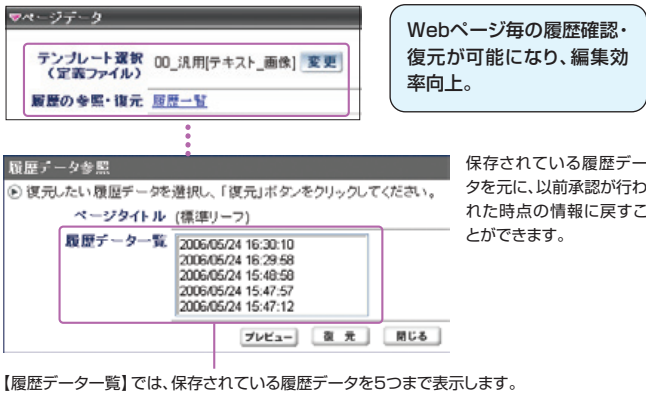 ページデータ
テンプレート選択
(定義ファイル)
00_汎用[テキスト_画像]
変更
履歴の参照・復元 履歴一覧
Webページ毎の履歴確認・
復元が可能になり、編集効
率向上。
履歴データ参照
復元したい履歴データを選択し、「復元」ボタンをクリックしてください。
ページタイトル (標準リーフ)
履歴データ一覧
2006/05/24 16:30:10
2006/05/24 16:29:58
2006/05/24 15:48:58
2006/05/24 15:47:57
2006/05/24 15:47:12
プレビュー 復 元 閉じる
保存されている履歴デー
タを元に、以前承認が行わ
れた時点の情報に戻すこ
とができます。
【履歴データ一覧】では、保存されている履歴データを5つまで表示します。